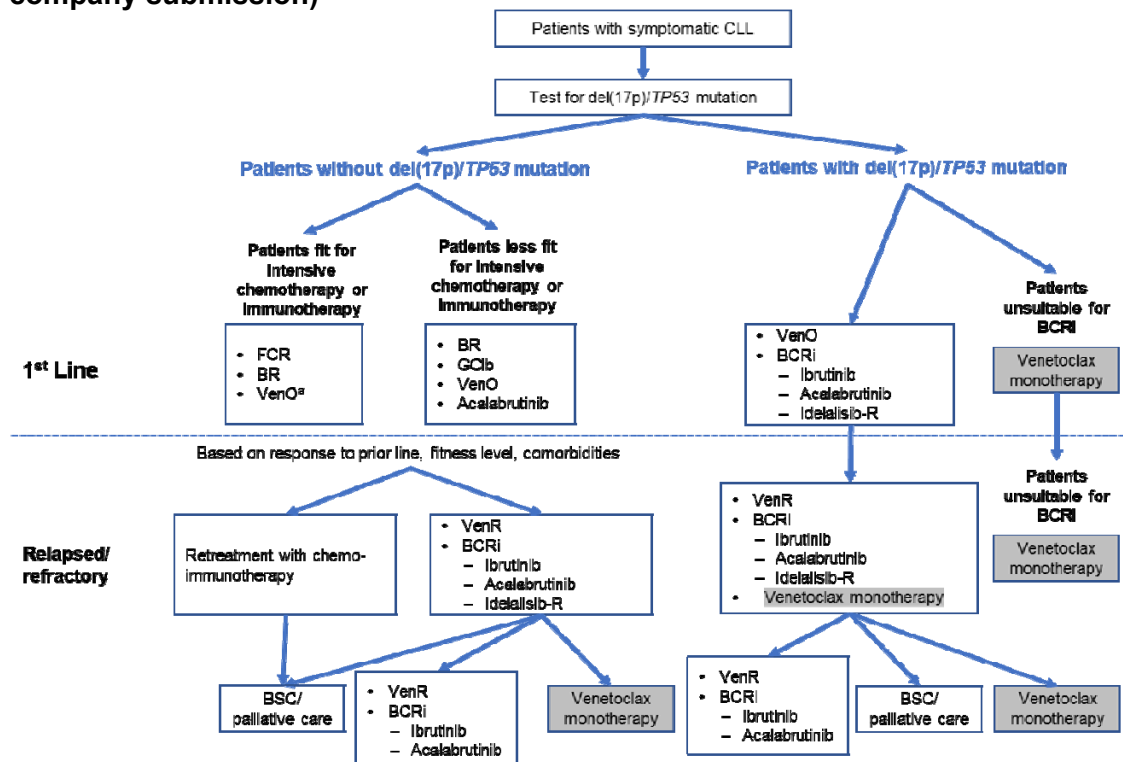 company submission)
Patients with symptomatic CLL
Test for del(17p)/TP53 mutation
Patients without del(17p)/TP53 mutation
Patients with del(17p)/TP53 mutation
Patients fit for
intensive
chemotherapy or
immunotherapy
Patients less fit
for intensive
chemotherapy or
immunotherapy
Patients
unsuitable for
BCRi
1st Line
• FCR
• BR
• VenOa
• BR
• GClb
• VenO
• Acalabrutinib
• VenO
• BCRi
– Ibrutinib
– Acalabrutinib
– Idelalisib-R
Venetoclax
monotherapy
Based on response to prior line, fitness level, comorbidities
Relapsed/
refractory
Retreatment with chemo-
immunotherapy
• VenR
• BCRi
– Ibrutinib
– Acalabrutinib
– Idelalisib-R
• VenR
• BCRi
– Ibrutinib
– Acalabrutinib
– Idelalisib-R
• Venetoclax monotherapy
Patients
unsuitable for
BCRi
Venetoclax
monotherapy
BSC/
palliative care
• VenR
• BCRi
– Ibrutinib
– Acalabrutinib
Venetoclax
monotherapy
• VenR
• BCRi
– Ibrutinib
– Acalabrutinib
BSC/
palliative care
Venetoclax
monotherapy